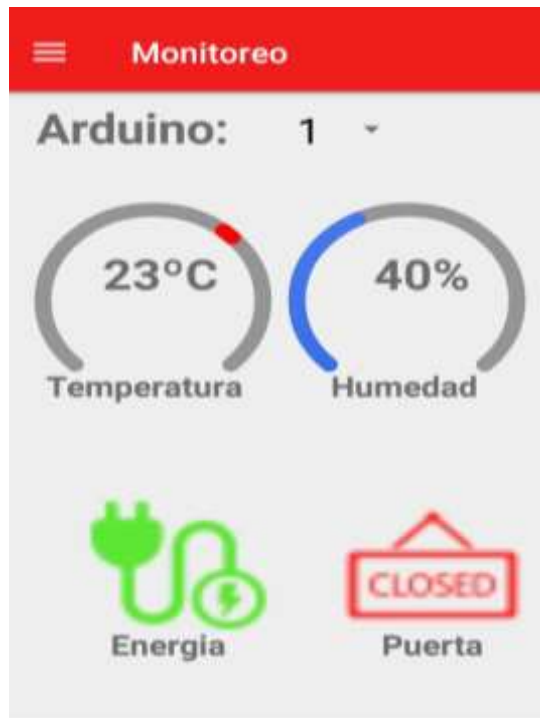 Monitoreo
Arduino: 1
23°C 40%
Temperatura Humedad
CLOSED
Energia Puerta